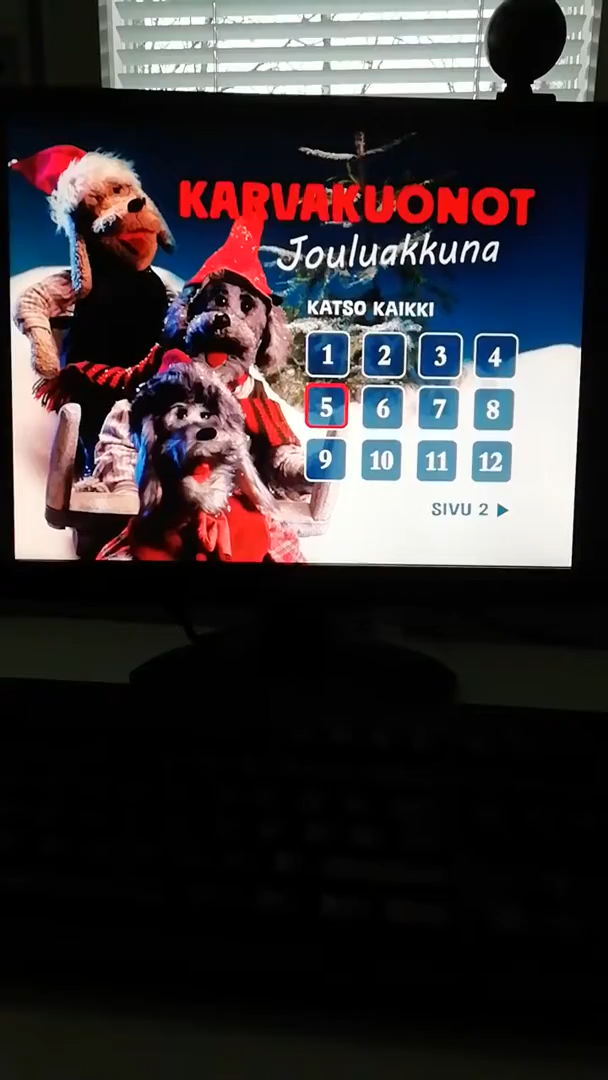 KARVAKUONOT
Jouluakkuna
KATSO KAIKKI
1 2 3 4
5 6 7 8
9 10 11 12
SIVU 2